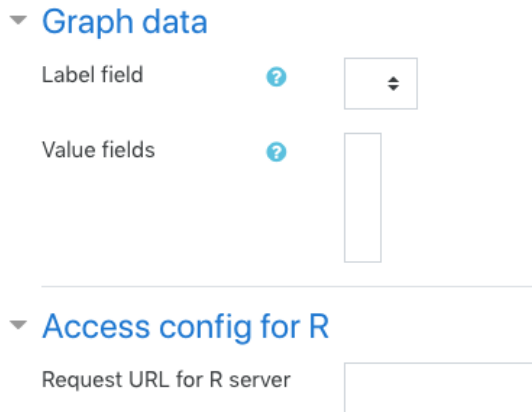 Graph data
Label field
Value fields
Access config for R
Request URL for R server